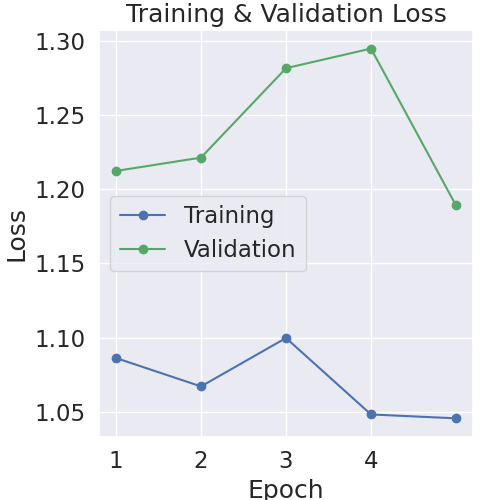 Training & Validation Loss
1.30
1.25
1.20
1.15
1.10
1.05
Loss
Training
Validation
1 2 3 4
Epoch